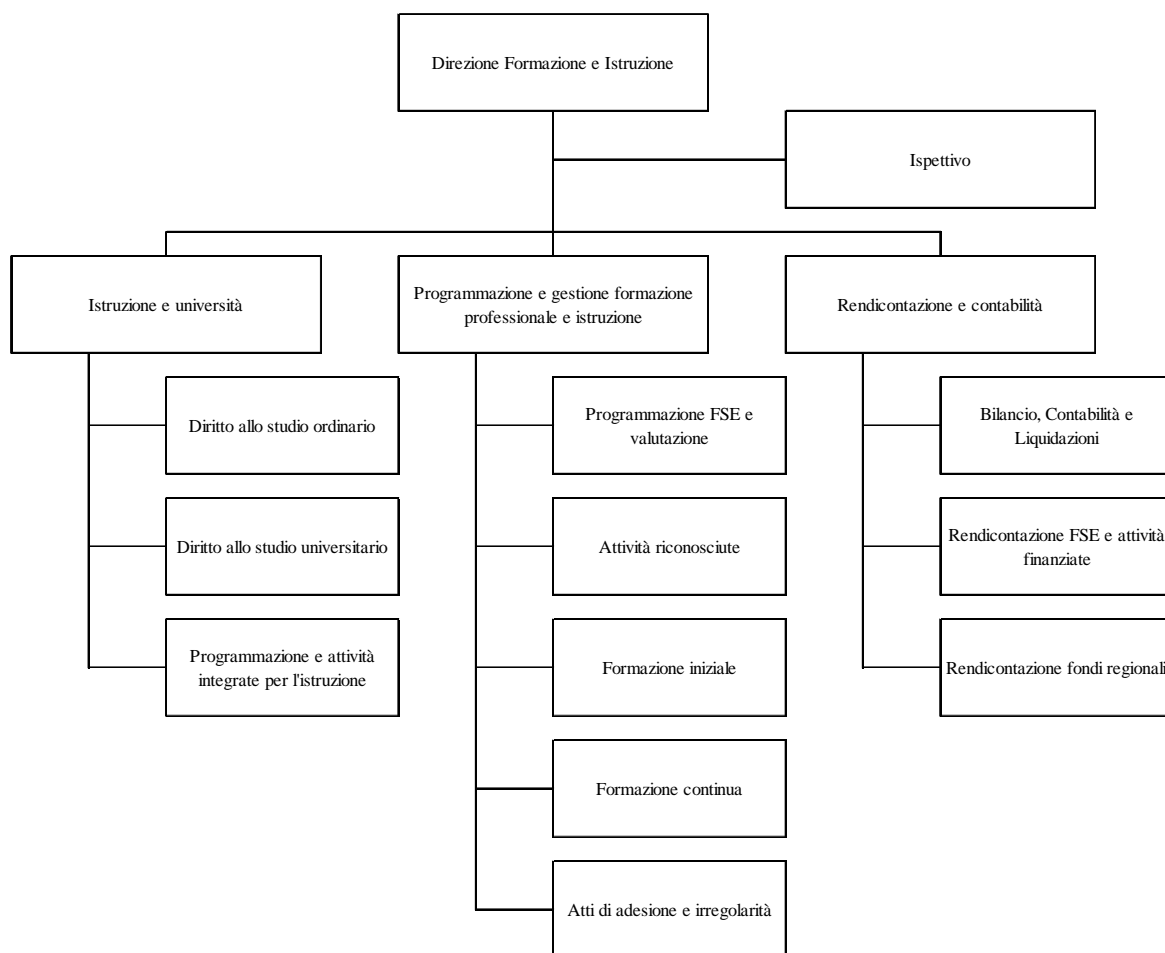 Direzione Formazione e Istruzione
Ispettivo
Istruzione e università
Programmazione e gestione formazione
professionale e istruzione
Rendicontazione e contabilità
Diritto allo studio ordinario
Diritto allo studio universitario
Programmazione e attività
integrate per l'istruzione
Programmazione FSE e
valutazione
Attività riconosciute
Formazione iniziale
Formazione continua
Atti di adesione e irregolarità
Bilancio, Contabilità e
Liquidazioni
Rendicontazione FSE e attività
finanziate
Rendicontazione fondi regionali